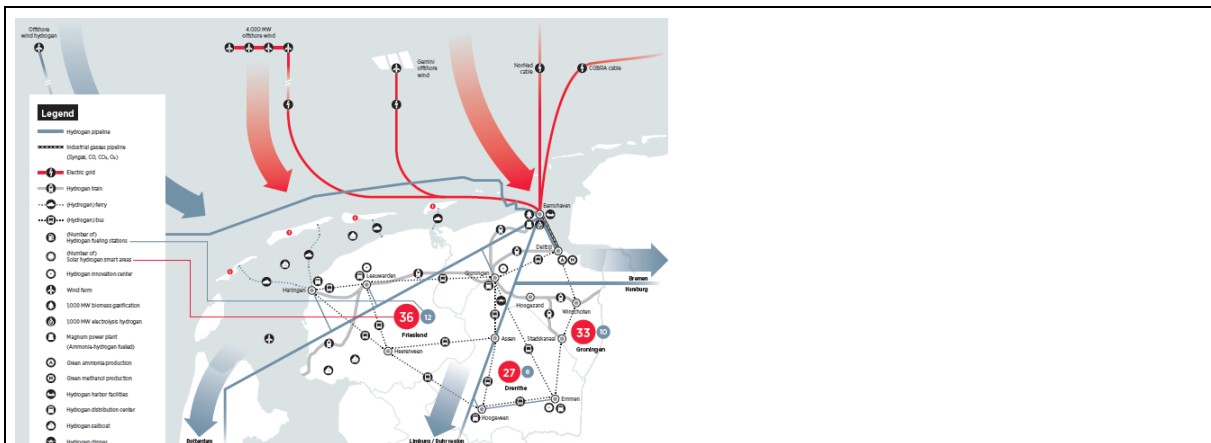 Offshore
wind hydrogen
4.000 MW
offshore wind
Gemini
offshore
wind
NorNed
cable
COBRA cable
Legend
Hydrogen pipeline
Industrial gasses pipeline
(Syngas, CO, CO₂, O₂)
Electric grid
Hydrogen train
(Hydrogen) ferry
(Hydrogen) bus
(Number of)
Hydrogen fueling stations
(Number of)
Solar hydrogen smart areas
Hydrogen innovation center
Wind farm
1,000 MW biomass gasification
1,000 MW electrolysis hydrogen
Magnum power plant
(Ammonia-hydrogen fueled)
Green ammonia production
Green methanol production
Hydrogen harbor facilities
Hydrogen distribution center
Hydrogen sailboat
Eemshaven
Delfzijl
Bremen
Hamburg
Groningen
Leeuwarden
Harlingen
Hoogezand
Winschoten
36
12
Friesland
33
10
Groningen
Stadskanaal
Assen
Heerenveen
27
8
Drenthe
Emmen
Hoogeveen
Rotterdam
Limburg / Ruhr region